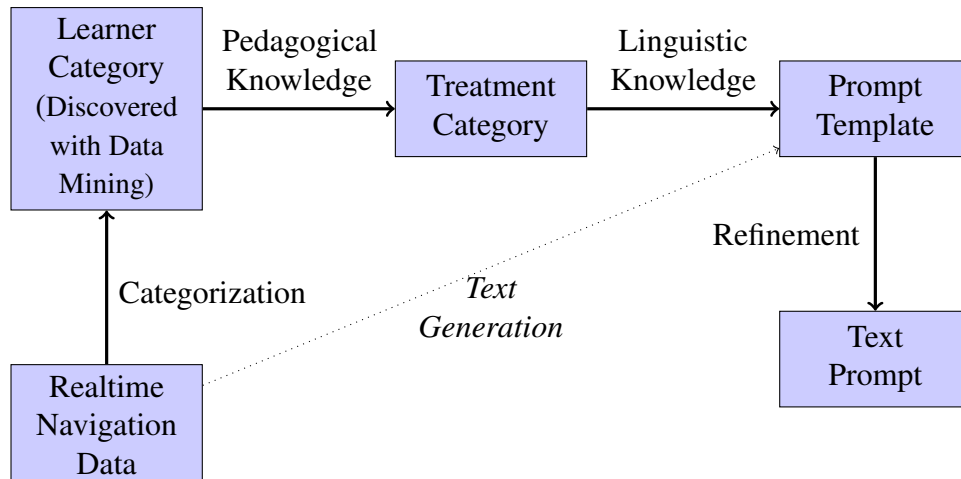 Learner
Category
(Discovered
with Data
Mining)
Pedagogical
Knowledge
Treatment
Category
Linguistic
Knowledge
Prompt
Template
Refinement
Categorization
Text
Generation
Text
Prompt
Realtime
Navigation
Data